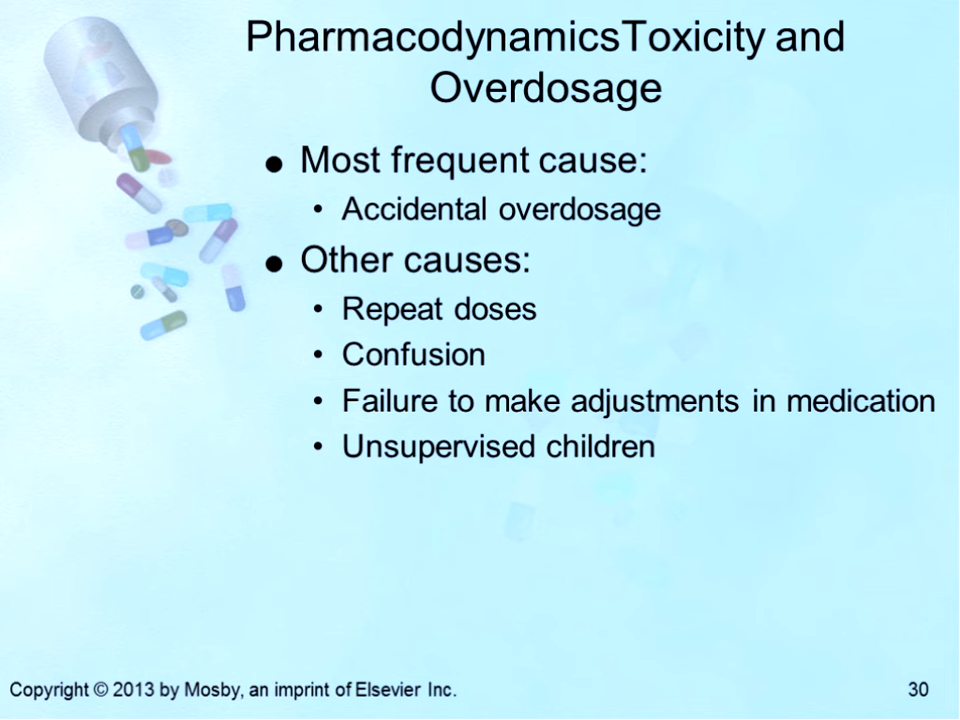 PharmacodynamicsToxicity and
Overdosage
● Most frequent cause:
• Accidental overdosage
● Other causes:
• Repeat doses
• Confusion
• Failure to make adjustments in medication
• Unsupervised children
Copyright © 2013 by Mosby, an imprint of Elsevier Inc.
30